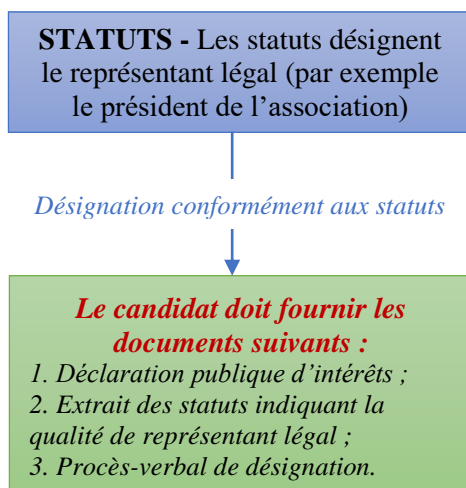 STATUTS - Les statuts désignent
le représentant légal (par exemple
le président de l’association)
Désignation conformément aux statuts
Le candidat doit fournir les
documents suivants :
1. Déclaration publique d’intérêts ;
2. Extrait des statuts indiquant la
qualité de représentant légal ;
3. Procès-verbal de désignation.